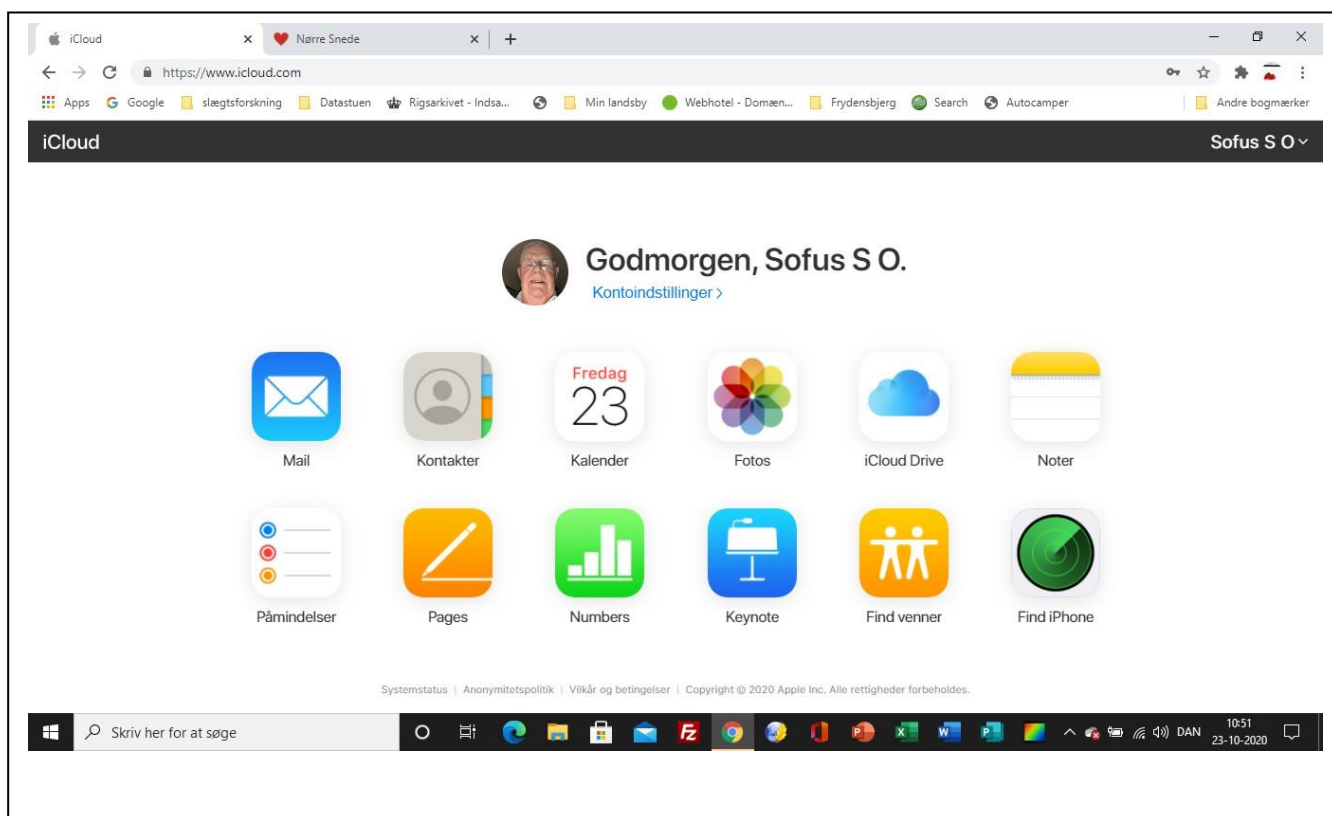 iCloud
Nørre Snede
https://www.icloud.com
Apps Google slægtsforskning Datastuen Rigsarkivet - Indsa... Min landsby Webhotel - Domæn... Frydensbjerg Search Autocamper Andre bogmærker
iCloud Sofus S O
Godmorgen, Sofus S O.
Kontoindstillinger >
Fredag
23
Mail Kontakter Kalender Fotos iCloud Drive Noter
Påmindelser Pages Numbers Keynote Find venner Find iPhone
Systemstatus | Anonymitetspolitik | Vilkår og betingelser | Copyright © 2020 Apple Inc. Alle rettigheder forbeholdes.
Skriv her for at søge
DAN
10:51
23-10-2020